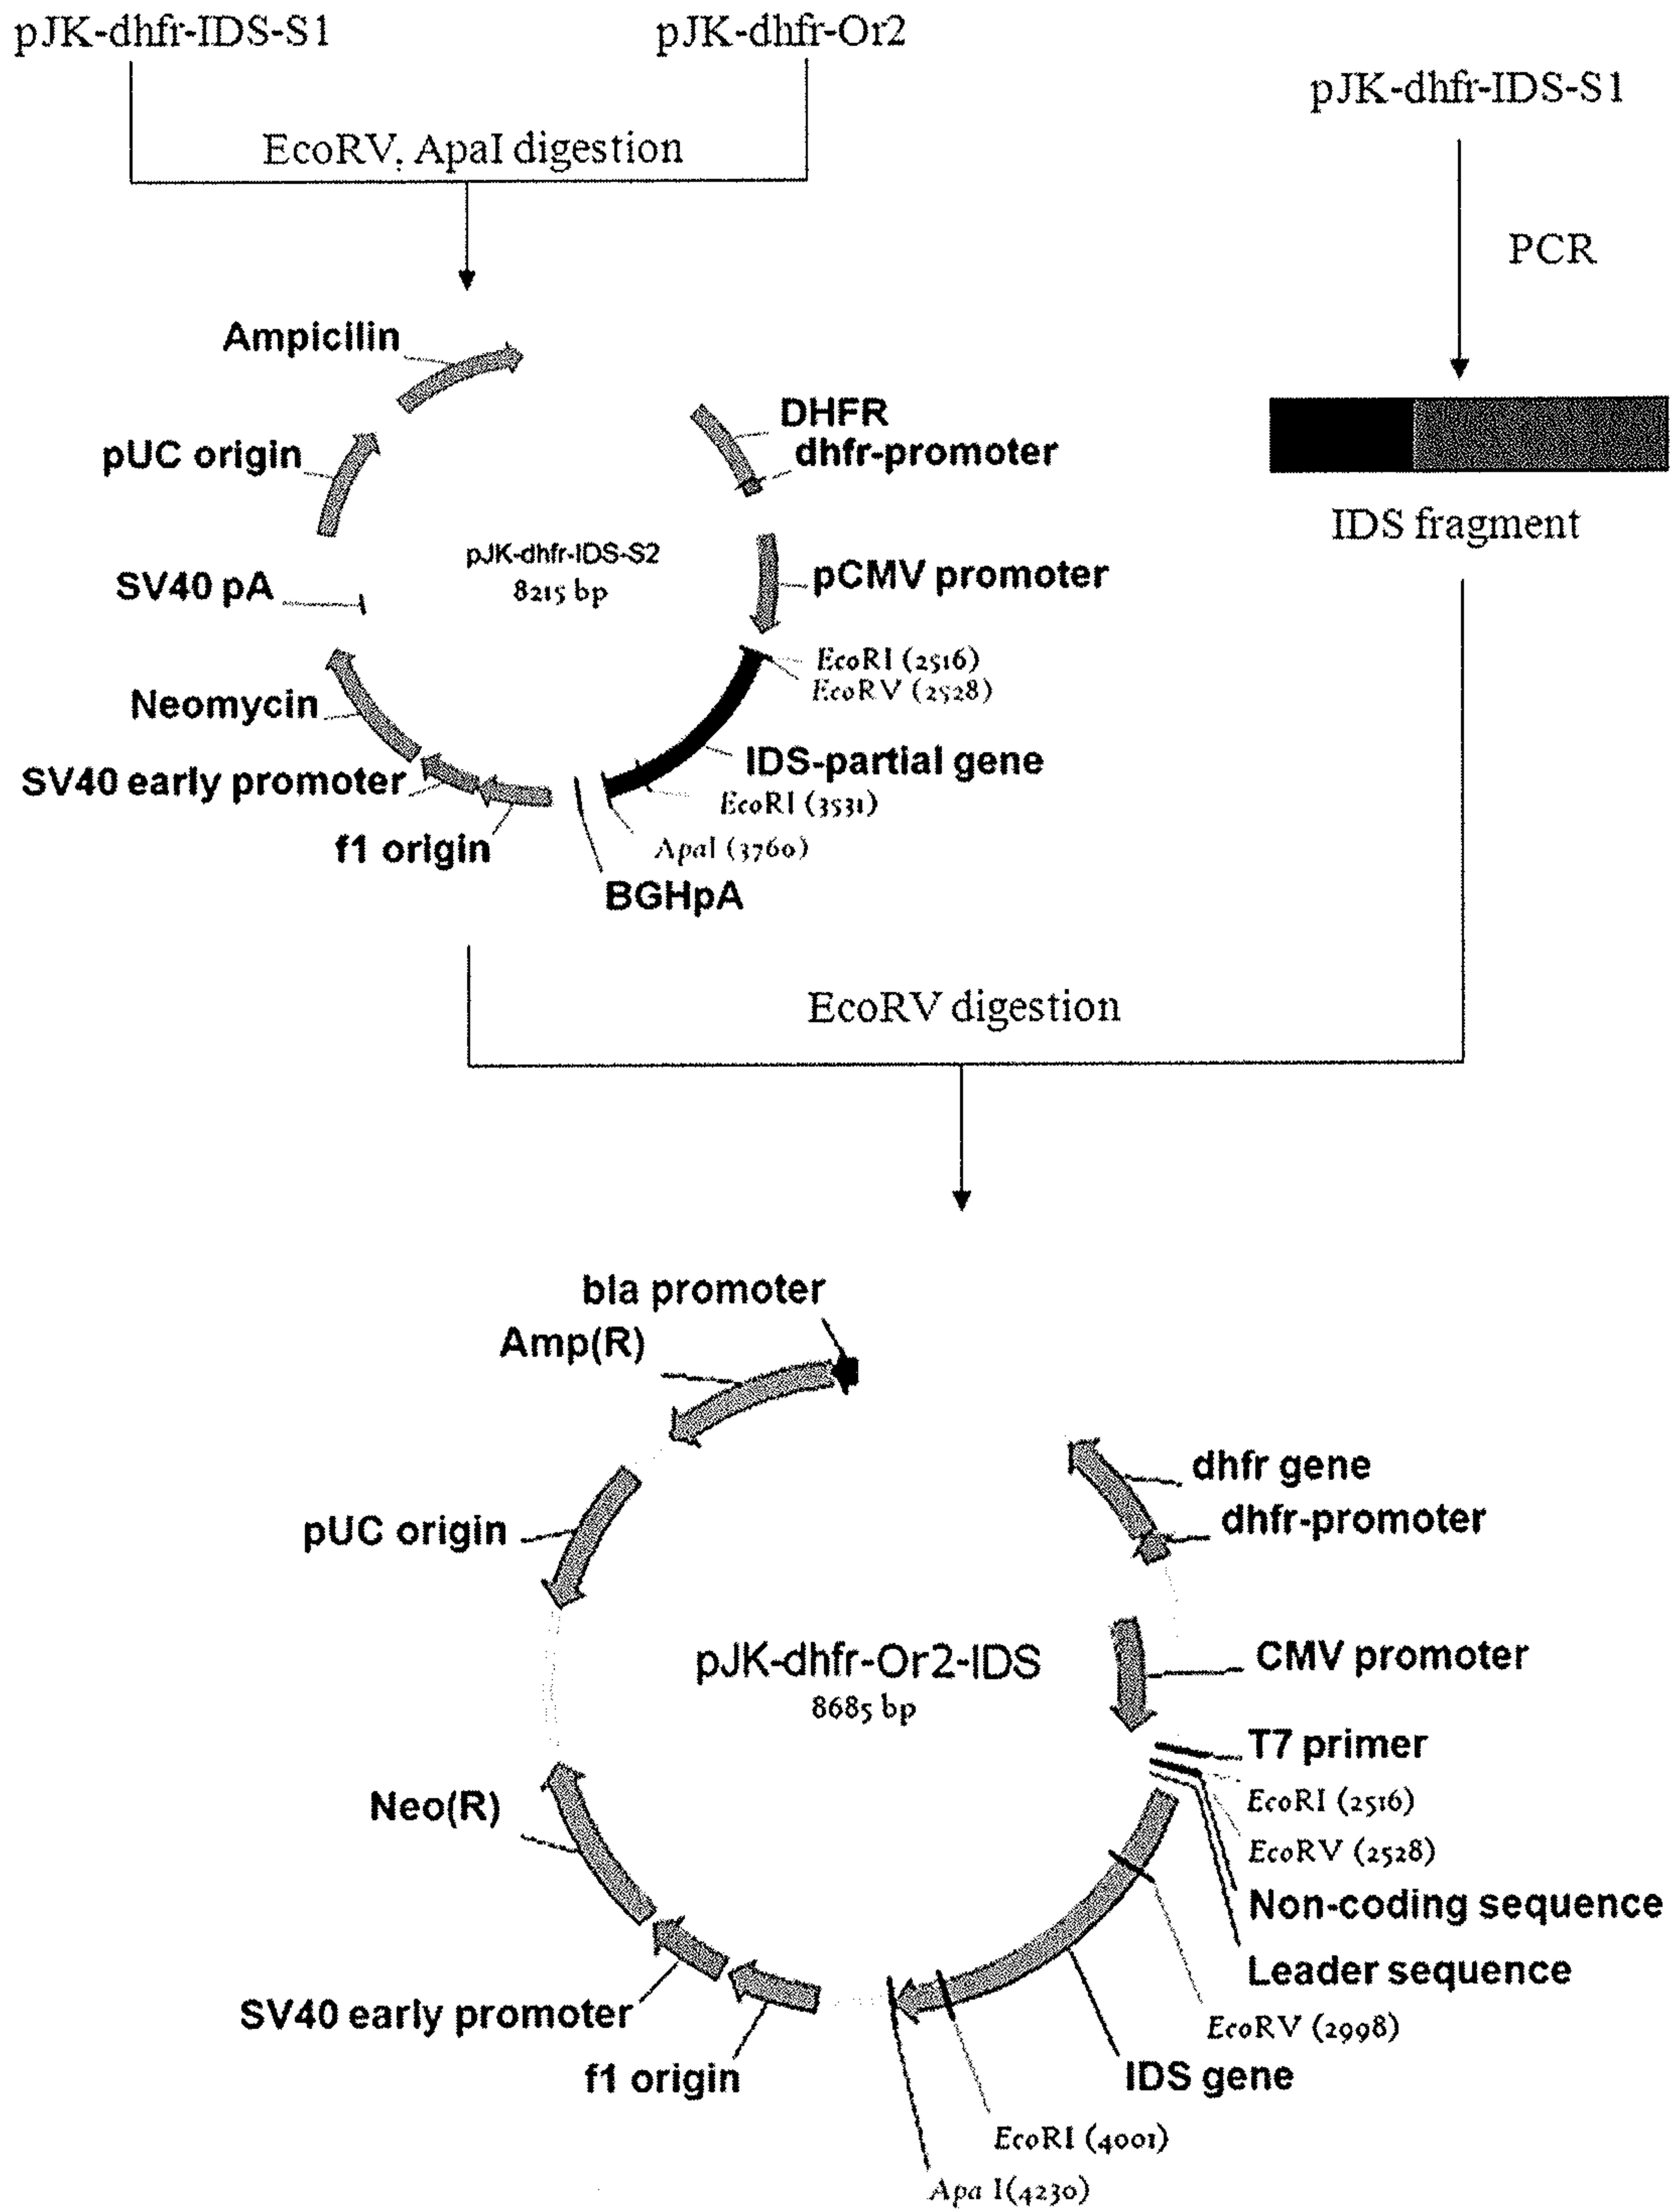 pJK-dhfr-IDS-S1
pJK-dhfr-Or2
pJK-dhfr-IDS-S1
EcoRV, ApaI digestion
PCR
Ampicilin
DHFR
dhfr-promoter
pUC origin
IDS fragment
pJK-dhfr-IDS-S2
8215 bp
pCMV promoter
SV40 pA
EcoRI (2516)
EcoRV (2528)
Neomycin
IDS-partial gene
SV40 early promoter
EcoRI (3531)
f1 origin
ApaI (3760)
BGHpA
EcoRV digestion
bla promoter
Amp(R)
dhfr gene
dhfr-promoter
pUC origin
pJK-dhfr-Or2-IDS
8685 bp
CMV promoter
T7 primer
EcoRI (2516)
Neo(R)
EcoRV (2528)
Non-coding sequence
Leader sequence
SV40 early promoter
EcoRV (2998)
f1 origin
IDS gene
EcoRI (4001)
Apa I(4230)